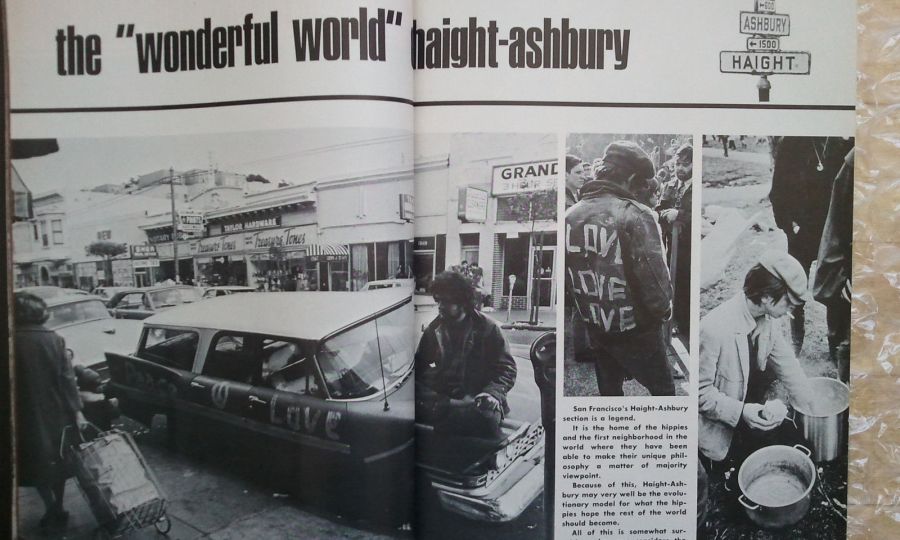 the "wonderful world" haight-ashbury
600
ASHBURY
1500
HAIGHT
TAYLOR HARDWARE
Treasure Jones
GRAND
LOVE
LOVE
LOVE
Love
San Francisco's Haight-Ashbury
section is a legend.
It is the home of the hippies
and the first neighborhood in the
world where they have been
able to make their unique phil-
osophy a matter of majority
viewpoint.
Because of this, Haight-Ash-
bury may very well be the evolu-
tionary model for what the hip-
pies hope the rest of the world
should become.
All of this is somewhat sur-